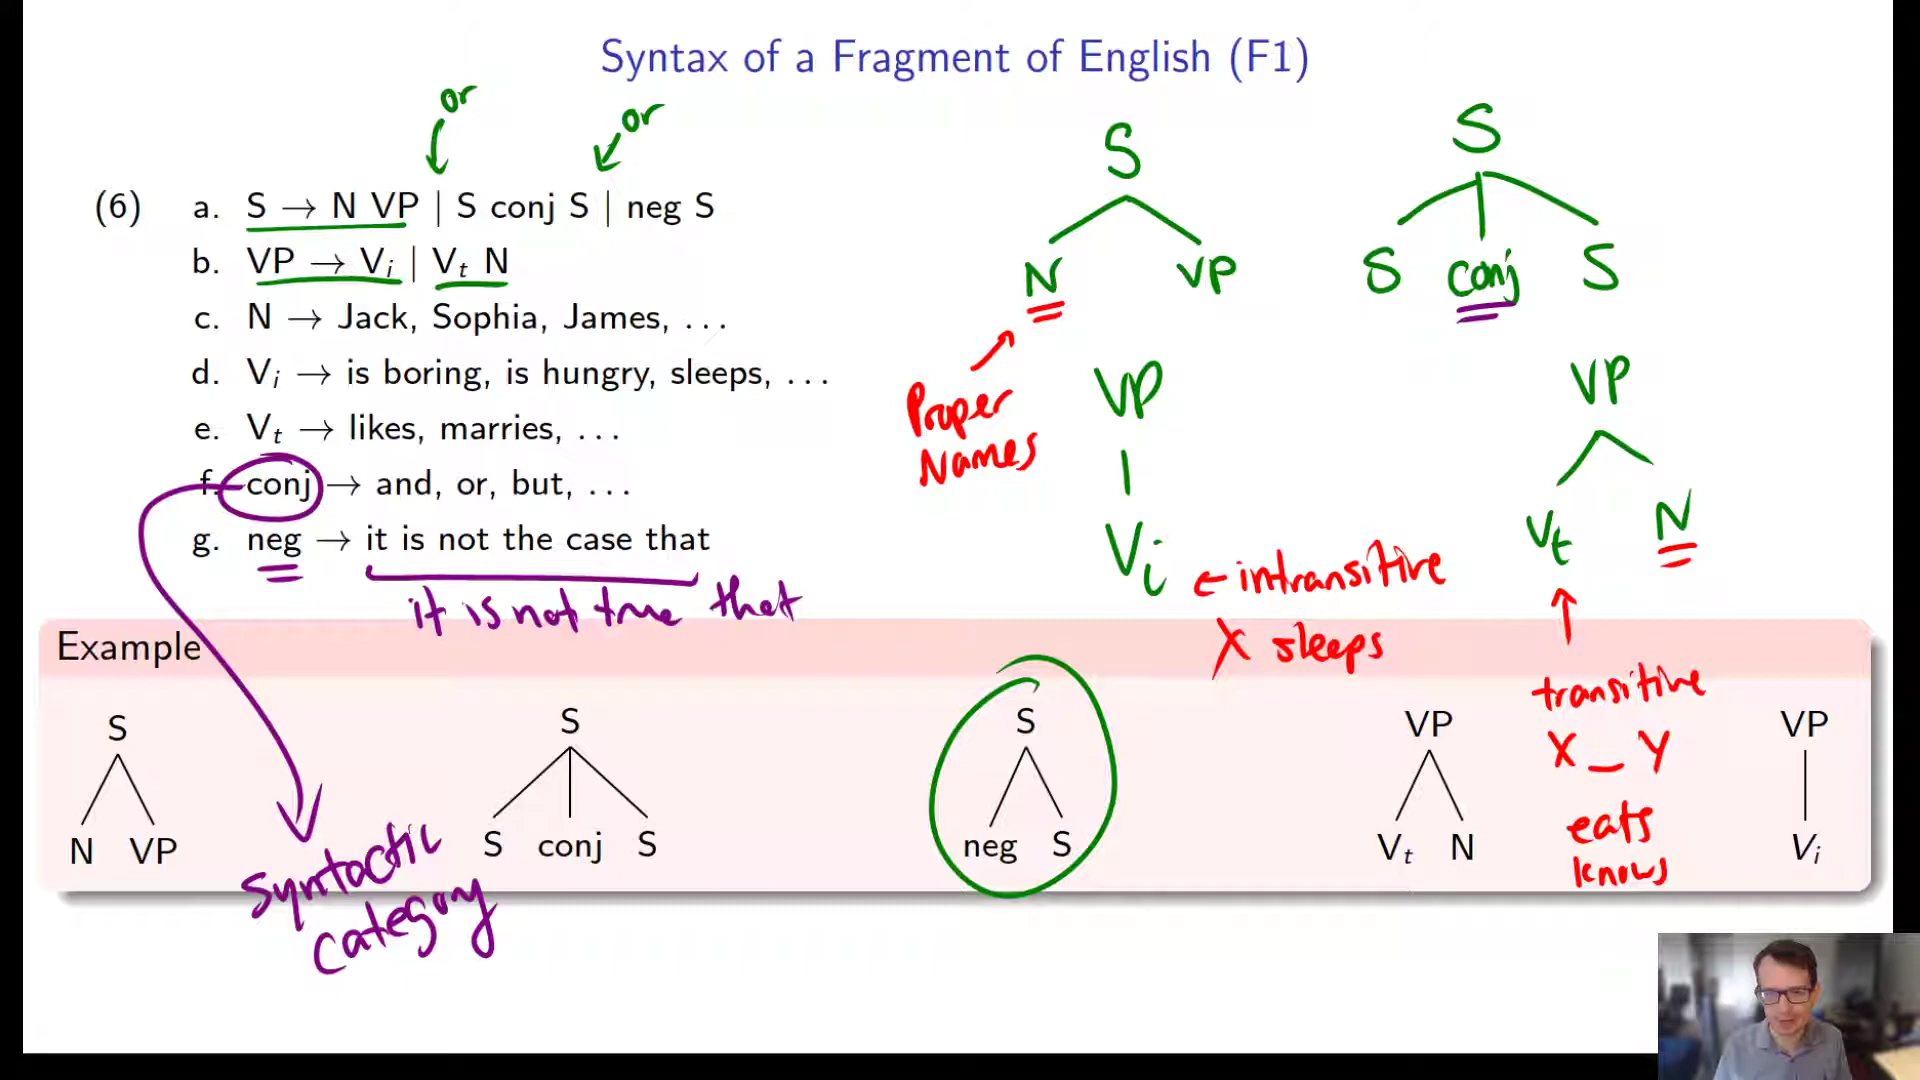 Syntax of a Fragment of English (F1)
or
or
(6) a. S → N VP | S conj S | neg S
b. VP → Vi | Vt N
c. N → Jack, Sophia, James, ...
d. Vi → is boring, is hungry, sleeps, ...
e. Vt → likes, marries, ...
f. conj → and, or, but, ...
g. neg → it is not the case that
it is not true that
S
N VP
Proper
Names
S
S conj S
VP
Vi
← intransitive
X sleeps
VP
Vt N
transitive
X _ Y
eats
knows
Example
S
N VP
S
S conj S
S
neg S
VP
Vt N
VP
Vi
syntactic
category